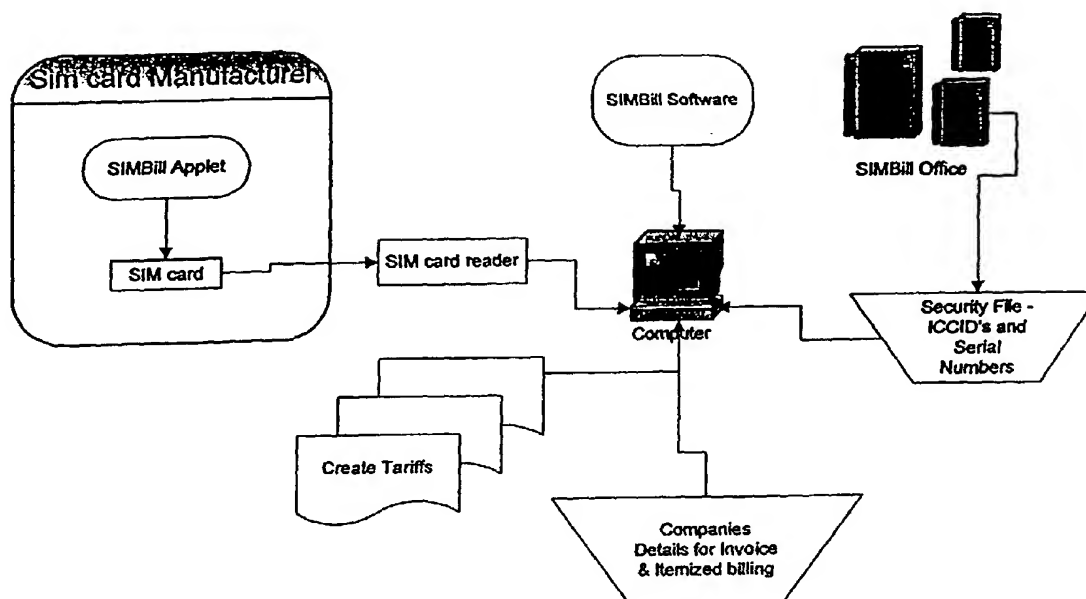 Sim card Manufacturer
SIMBill Applet
SIM card
SIM card reader
SIMBill Software
Computer
SIMBill Office
Security File -
ICCID's and
Serial
Numbers
Create Tariffs
Companies
Details for Invoice
& Itemized billing